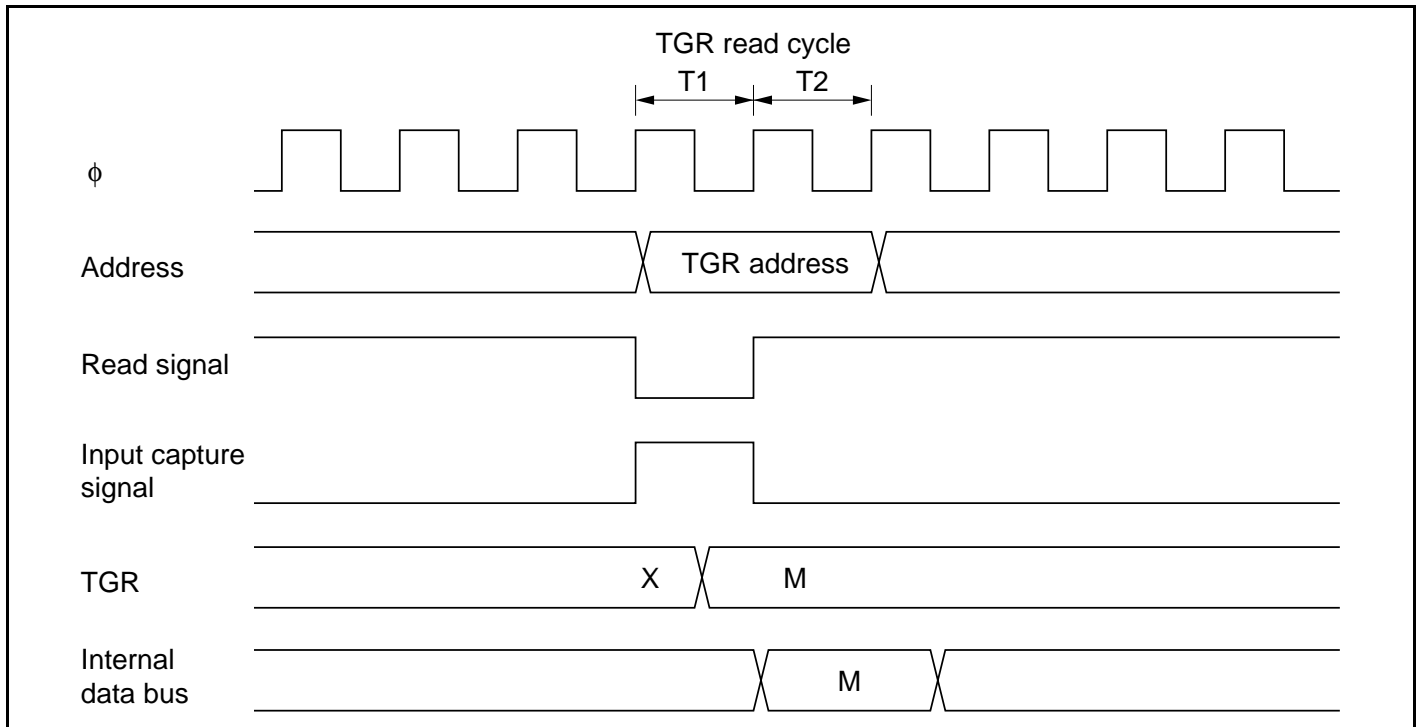 TGR read cycle
T1 T2
ϕ
Address
TGR address
Read signal
Input capture
signal
TGR
X M
Internal
data bus
M